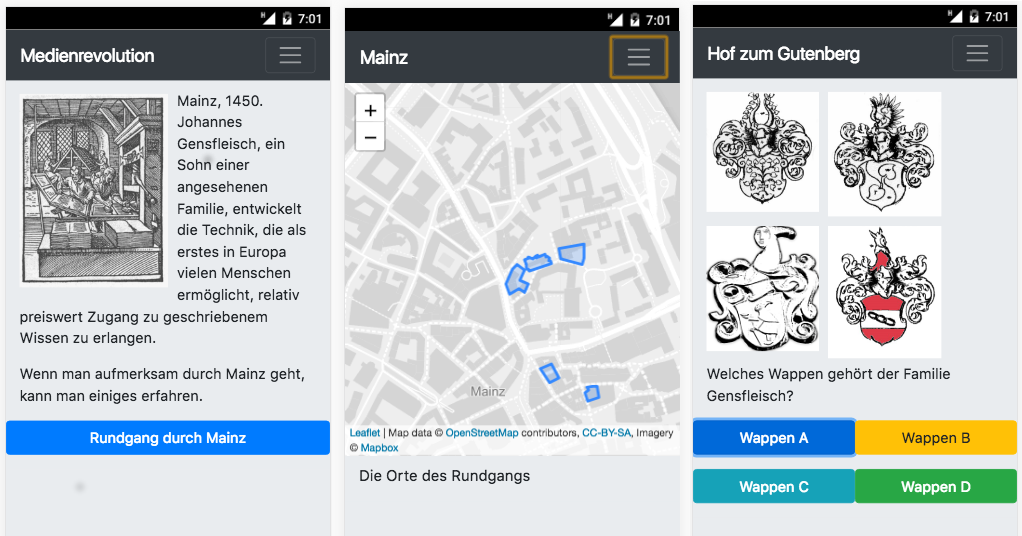 H 7:01
Medienrevolution
Mainz, 1450.
Johannes
Gensfleisch, ein
Sohn einer
angesehenen
Familie, entwickelt
die Technik, die als
erstes in Europa
vielen Menschen
ermöglicht, relativ
preiswert Zugang zu geschriebenem
Wissen zu erlangen.
Wenn man aufmerksam durch Mainz geht,
kann man einiges erfahren.
Rundgang durch Mainz
H 7:01
Mainz
+
−
Mainz
Leaflet | Map data © OpenStreetMap contributors, CC-BY-SA, Imagery
© Mapbox
Die Orte des Rundgangs
H 7:01
Hof zum Gutenberg
Welches Wappen gehört der Familie
Gensfleisch?
Wappen A
Wappen B
Wappen C
Wappen D